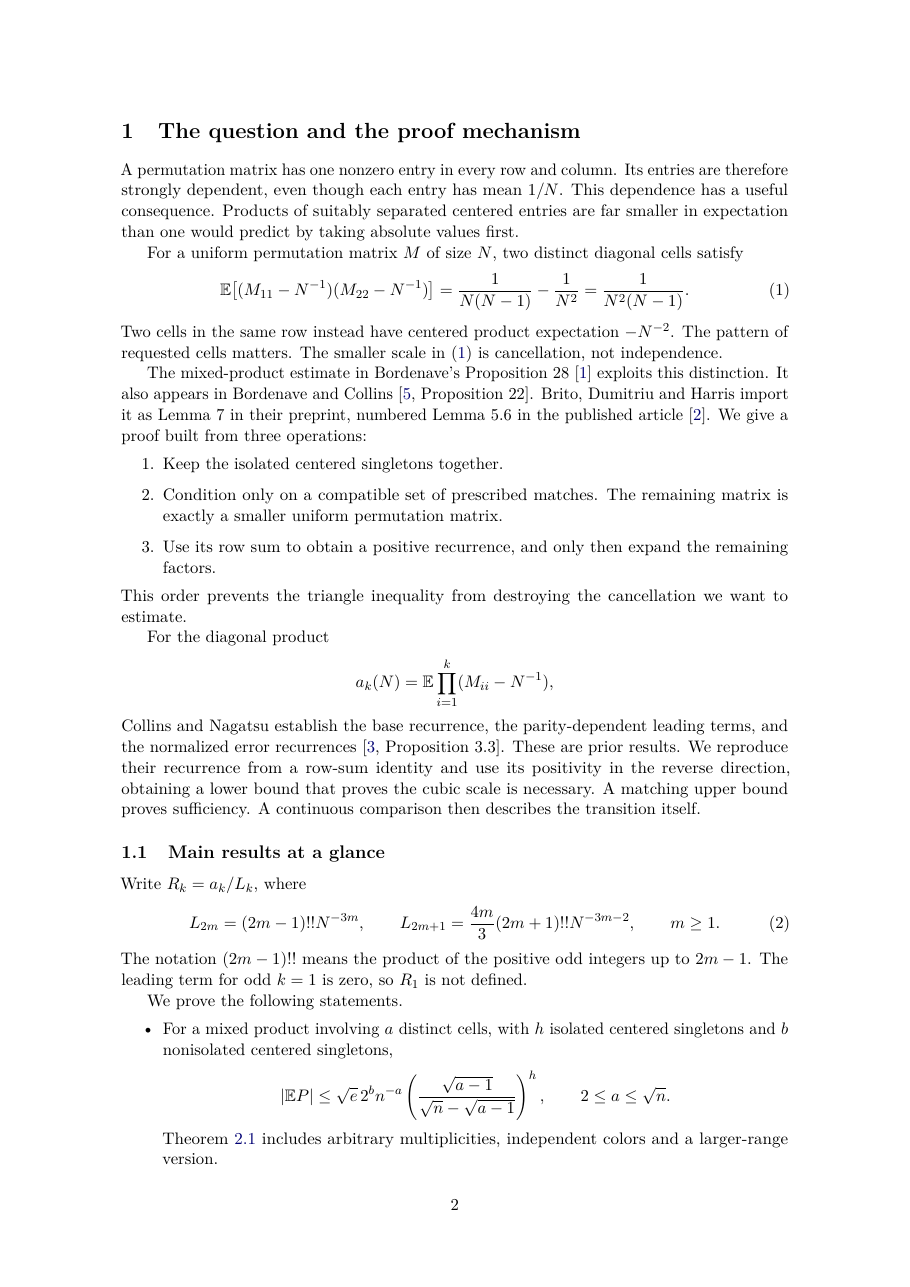 1 The question and the proof mechanism
A permutation matrix has one nonzero entry in every row and column. Its entries are therefore
strongly dependent, even though each entry has mean 1/N. This dependence has a useful
consequence. Products of suitably separated centered entries are far smaller in expectation
than one would predict by taking absolute values first.
For a uniform permutation matrix M of size N, two distinct diagonal cells satisfy
𝔼[(M₁₁ − N⁻¹)(M₂₂ − N⁻¹)] = 1/(N(N − 1)) − 1/N² = 1/(N²(N − 1)). (1)
Two cells in the same row instead have centered product expectation −N⁻². The pattern of
requested cells matters. The smaller scale in (1) is cancellation, not independence.
The mixed-product estimate in Bordenave's Proposition 28 [1] exploits this distinction. It
also appears in Bordenave and Collins [5, Proposition 22]. Brito, Dumitriu and Harris import
it as Lemma 7 in their preprint, numbered Lemma 5.6 in the published article [2]. We give a
proof built from three operations:
1. Keep the isolated centered singletons together.
2. Condition only on a compatible set of prescribed matches. The remaining matrix is
exactly a smaller uniform permutation matrix.
3. Use its row sum to obtain a positive recurrence, and only then expand the remaining
factors.
This order prevents the triangle inequality from destroying the cancellation we want to
estimate.
For the diagonal product
a_k(N) = 𝔼 ∏_{i=1}^{k} (M_{ii} − N⁻¹),
Collins and Nagatsu establish the base recurrence, the parity-dependent leading terms, and
the normalized error recurrences [3, Proposition 3.3]. These are prior results. We reproduce
their recurrence from a row-sum identity and use its positivity in the reverse direction,
obtaining a lower bound that proves the cubic scale is necessary. A matching upper bound
proves sufficiency. A continuous comparison then describes the transition itself.
1.1 Main results at a glance
Write R_k = a_k/L_k, where
L_{2m} = (2m − 1)!!N^{−3m}, L_{2m+1} = (4m/3)(2m + 1)!!N^{−3m−2}, m ≥ 1. (2)
The notation (2m − 1)!! means the product of the positive odd integers up to 2m − 1. The
leading term for odd k = 1 is zero, so R₁ is not defined.
We prove the following statements.
• For a mixed product involving a distinct cells, with h isolated centered singletons and b
nonisolated centered singletons,
|𝔼P| ≤ √e 2^b n^{−a} (√(a − 1)/(√n − √(a − 1)))^h, 2 ≤ a ≤ √n.
Theorem 2.1 includes arbitrary multiplicities, independent colors and a larger-range
version.
2